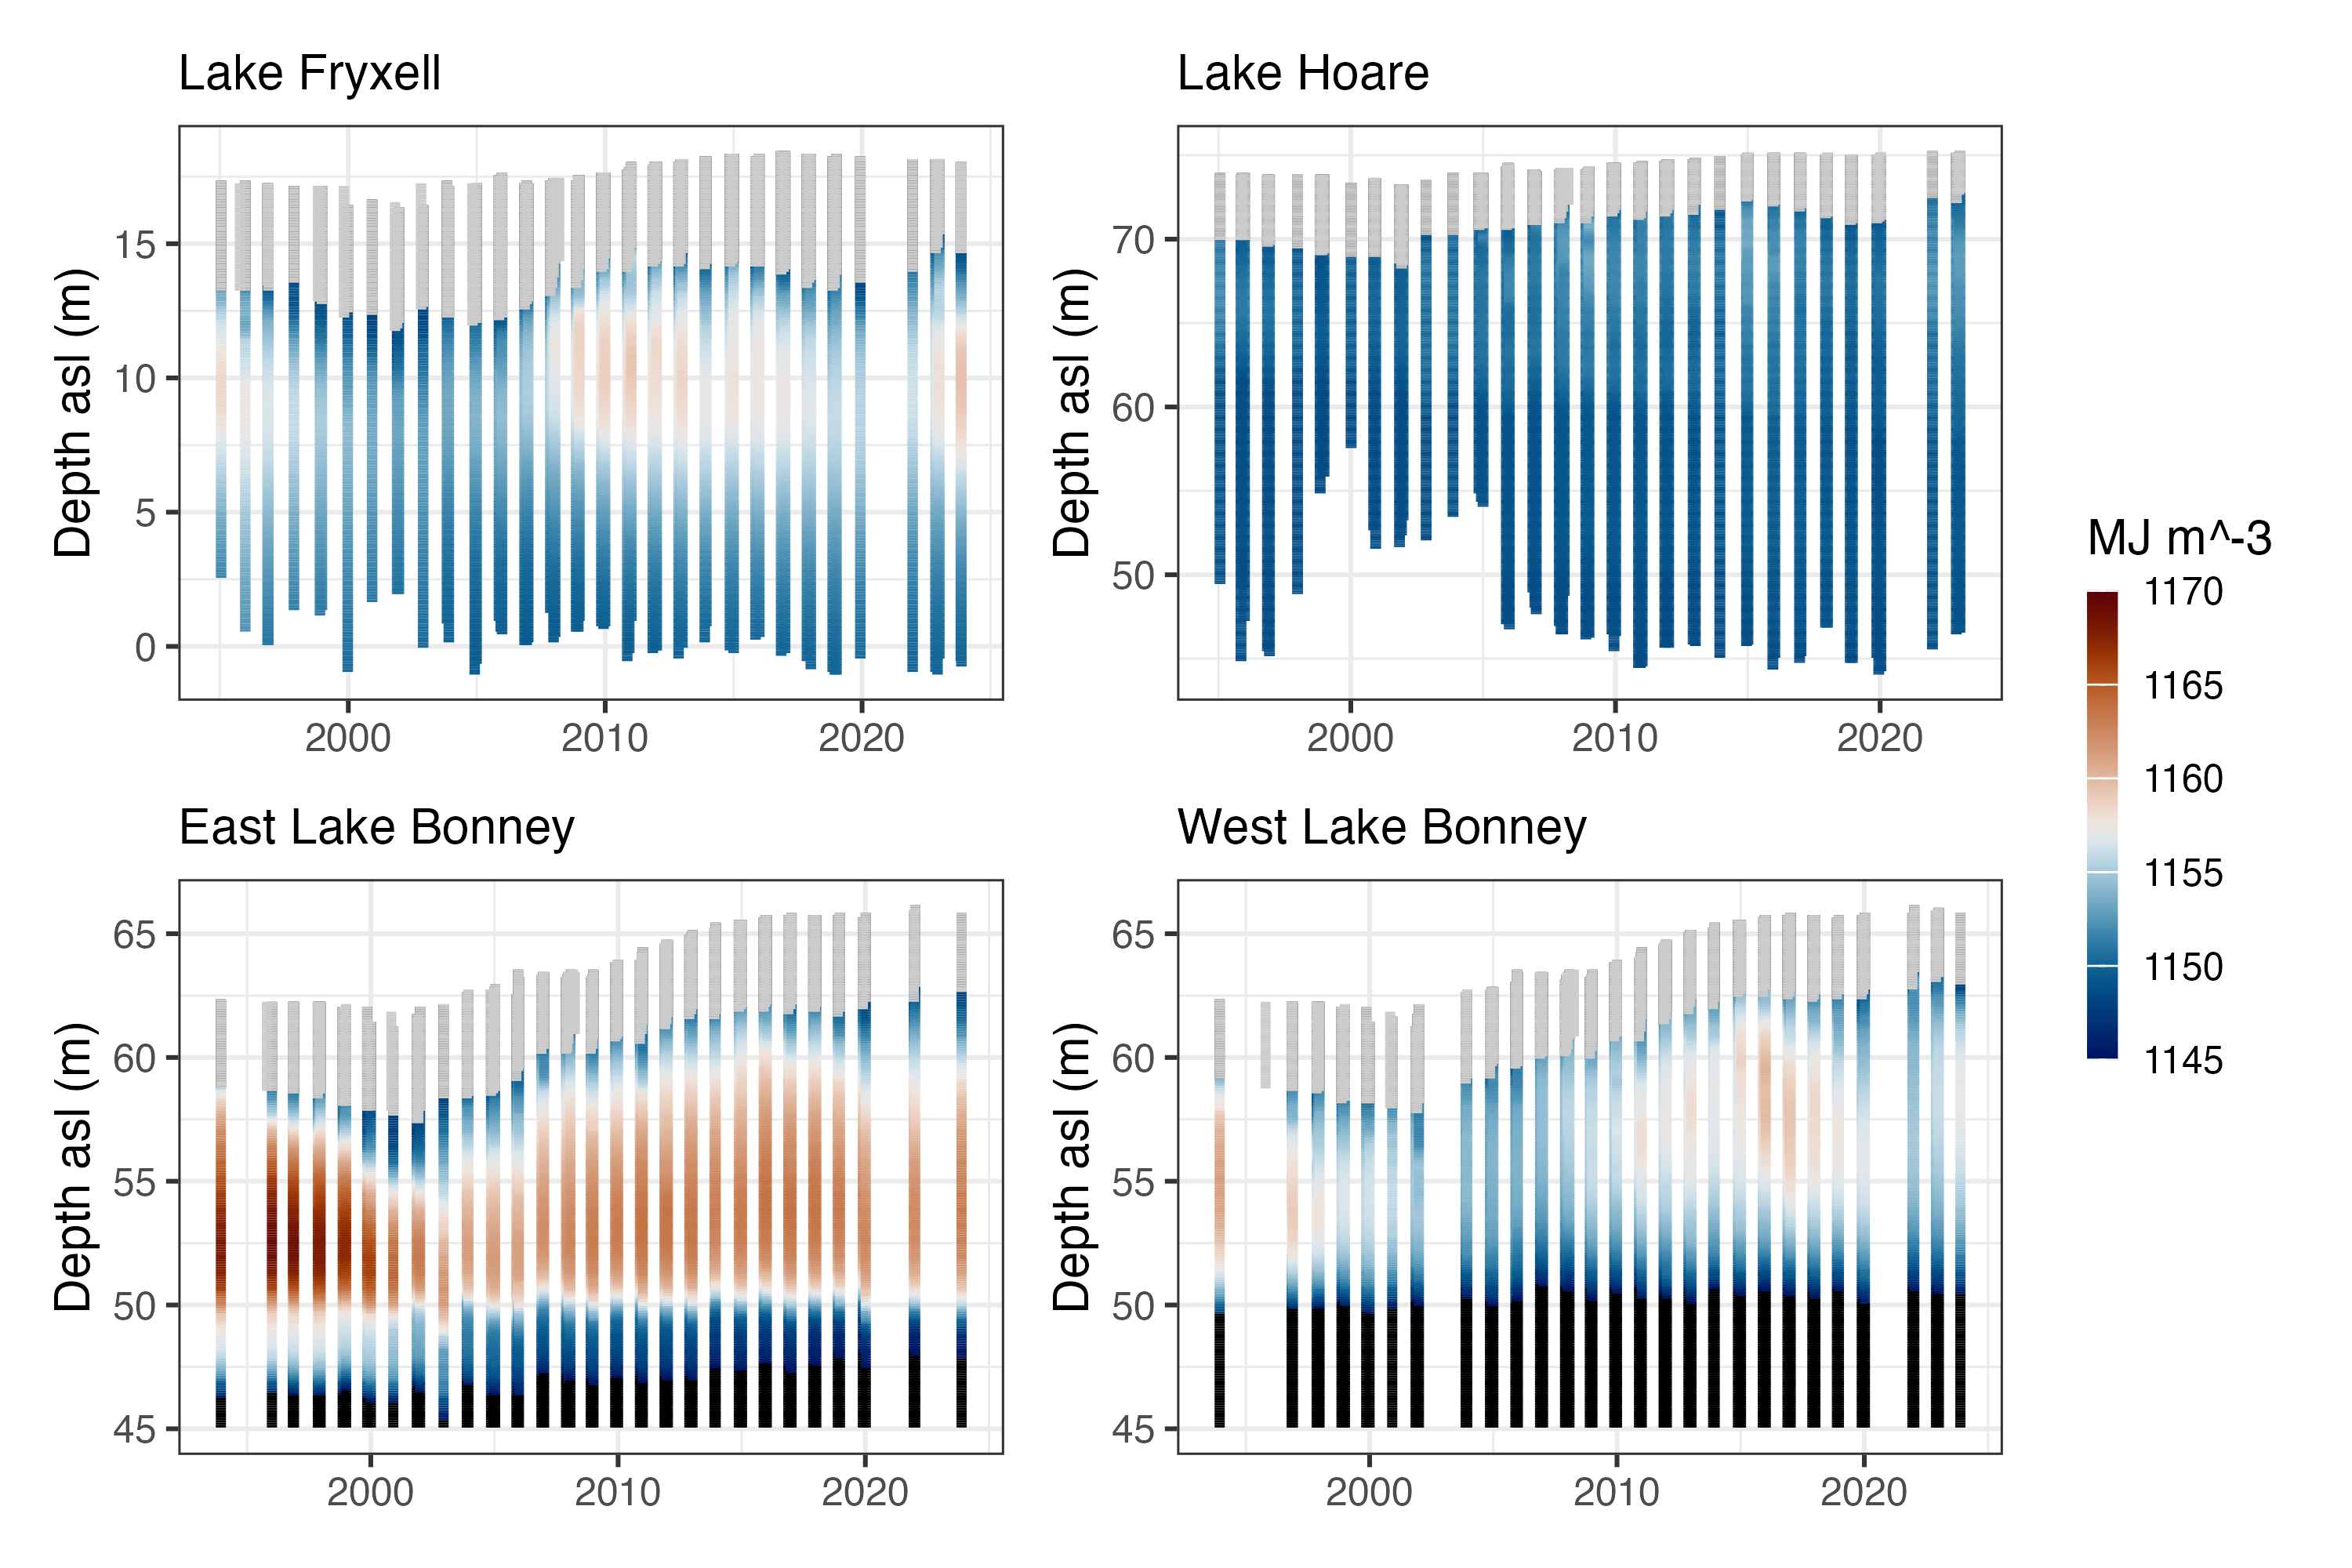 Lake Fryxell
Depth asl (m)
15
10
5
0
2000 2010 2020
Lake Hoare
Depth asl (m)
70
60
50
2000 2010 2020
East Lake Bonney
Depth asl (m)
65
60
55
50
45
2000 2010 2020
West Lake Bonney
Depth asl (m)
65
60
55
50
45
2000 2010 2020
MJ m^-3
1170
1165
1160
1155
1150
1145